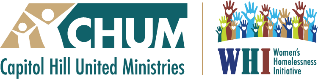 CHUM
Capitol Hill United Ministries
WHI Women's
Homelessness
Initiative